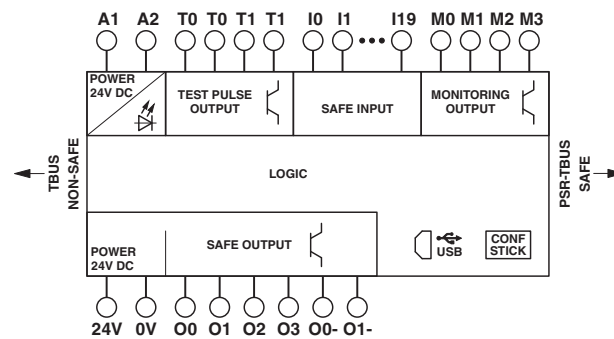 A1 A2 T0 T0 T1 T1 I0 I1 ••• I19 M0 M1 M2 M3
POWER
24V DC
TEST PULSE
OUTPUT
SAFE INPUT
MONITORING
OUTPUT
TBUS
NON-SAFE
LOGIC
PSR-TBUS
SAFE
POWER
24V DC
SAFE OUTPUT
USB
CONF
STICK
24V 0V O0 O1 O2 O3 O0- O1-